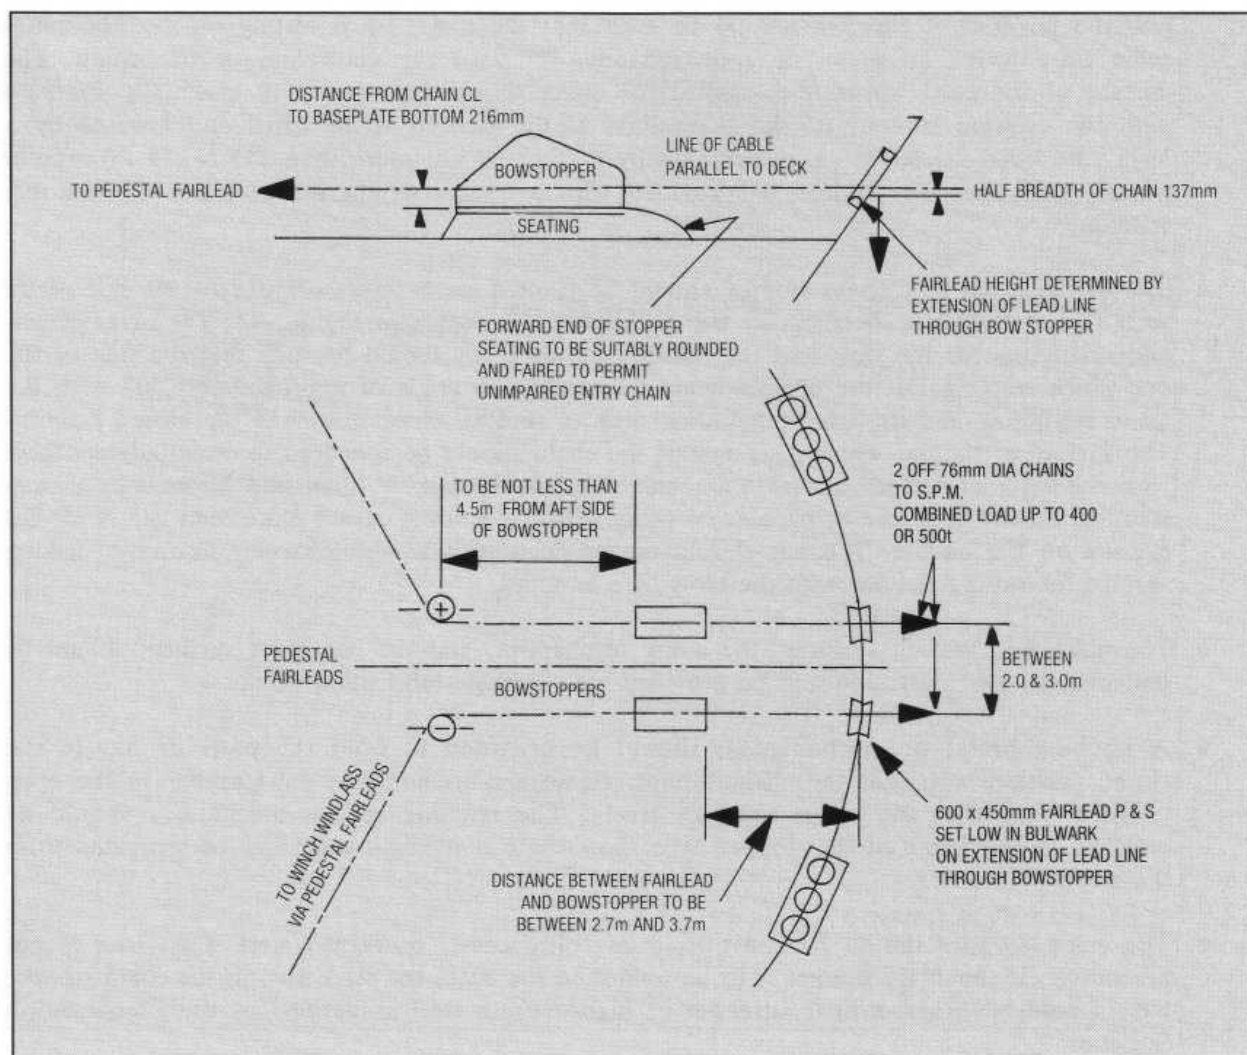 DISTANCE FROM CHAIN CL
TO BASEPLATE BOTTOM 216mm
BOWSTOPPER
LINE OF CABLE
PARALLEL TO DECK
TO PEDESTAL FAIRLEAD
HALF BREADTH OF CHAIN 137mm
SEATING
FAIRLEAD HEIGHT DETERMINED BY
EXTENSION OF LEAD LINE
THROUGH BOW STOPPER
FORWARD END OF STOPPER
SEATING TO BE SUITABLY ROUNDED
AND FAIRED TO PERMIT
UNIMPAIRED ENTRY CHAIN
TO BE NOT LESS THAN
4.5m FROM AFT SIDE
OF BOWSTOPPER
2 OFF 76mm DIA CHAINS
TO S.P.M.
COMBINED LOAD UP TO 400
OR 500t
PEDESTAL
FAIRLEADS
BOWSTOPPERS
BETWEEN
2.0 & 3.0m
TO WINCH WINDLASS
VIA PEDESTAL FAIRLEADS
600 x 450mm FAIRLEAD P & S
SET LOW IN BULWARK
ON EXTENSION OF LEAD LINE
THROUGH BOWSTOPPER
DISTANCE BETWEEN FAIRLEAD
AND BOWSTOPPER TO BE
BETWEEN 2.7m AND 3.7m